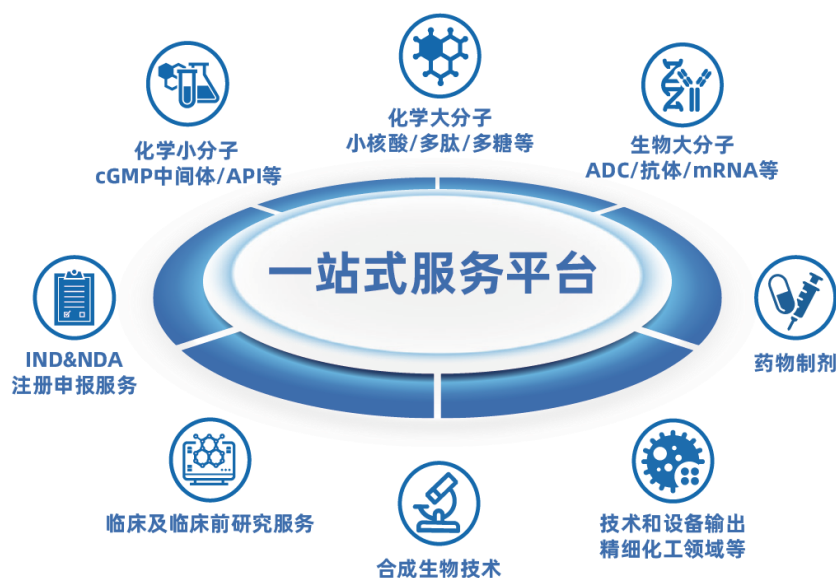 化学大分子
小核酸/多肽/多糖等
化学小分子
cGMP中间体/API等
生物大分子
ADC/抗体/mRNA等
一站式服务平台
IND&NDA
注册申报服务
药物制剂
临床及临床前研究服务
技术和设备输出
精细化工领域等
合成生物技术